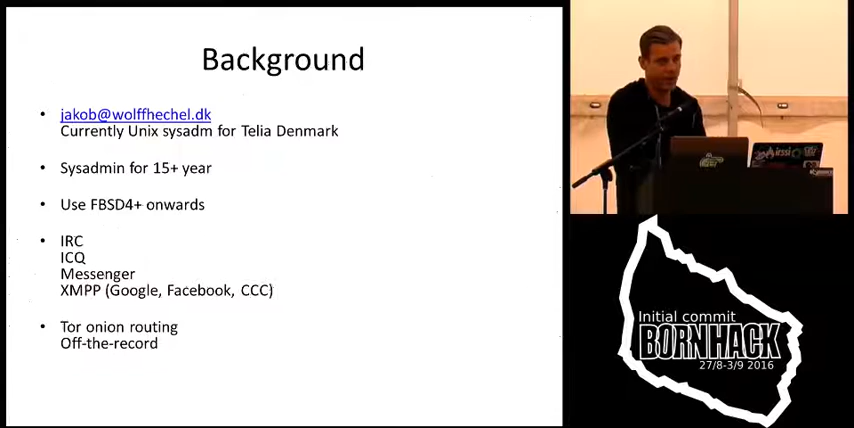 Background
jakob@wolffhechel.dk
Currently Unix sysadm for Telia Denmark
Sysadmin for 15+ year
Use FBSD4+ onwards
IRC
ICQ
Messenger
XMPP (Google, Facebook, CCC)
Tor onion routing
Off-the-record
irssi
Initial commit
BORNHACK
27/8-3/9 2016